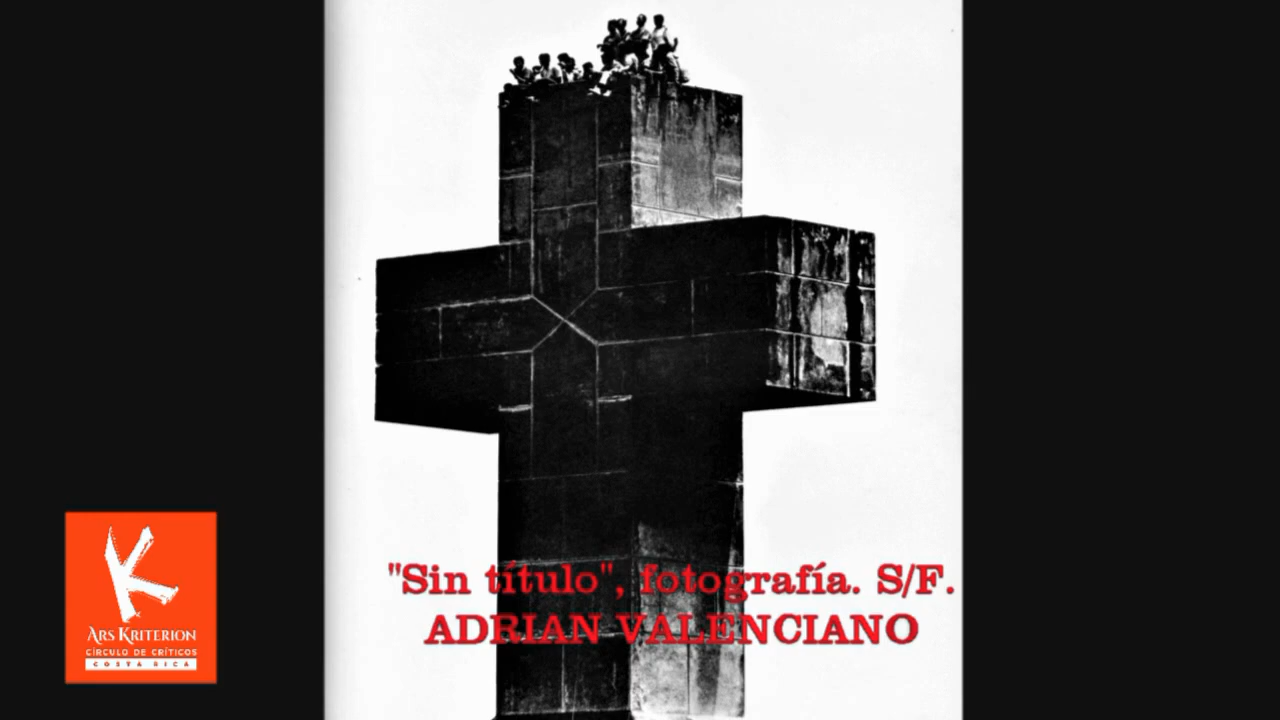 "Sin título", fotografía. S/F.
ADRIAN VALENCIANO
K
ARS KRITERION
CÍRCULO DE CRÍTICOS
COSTA RICA